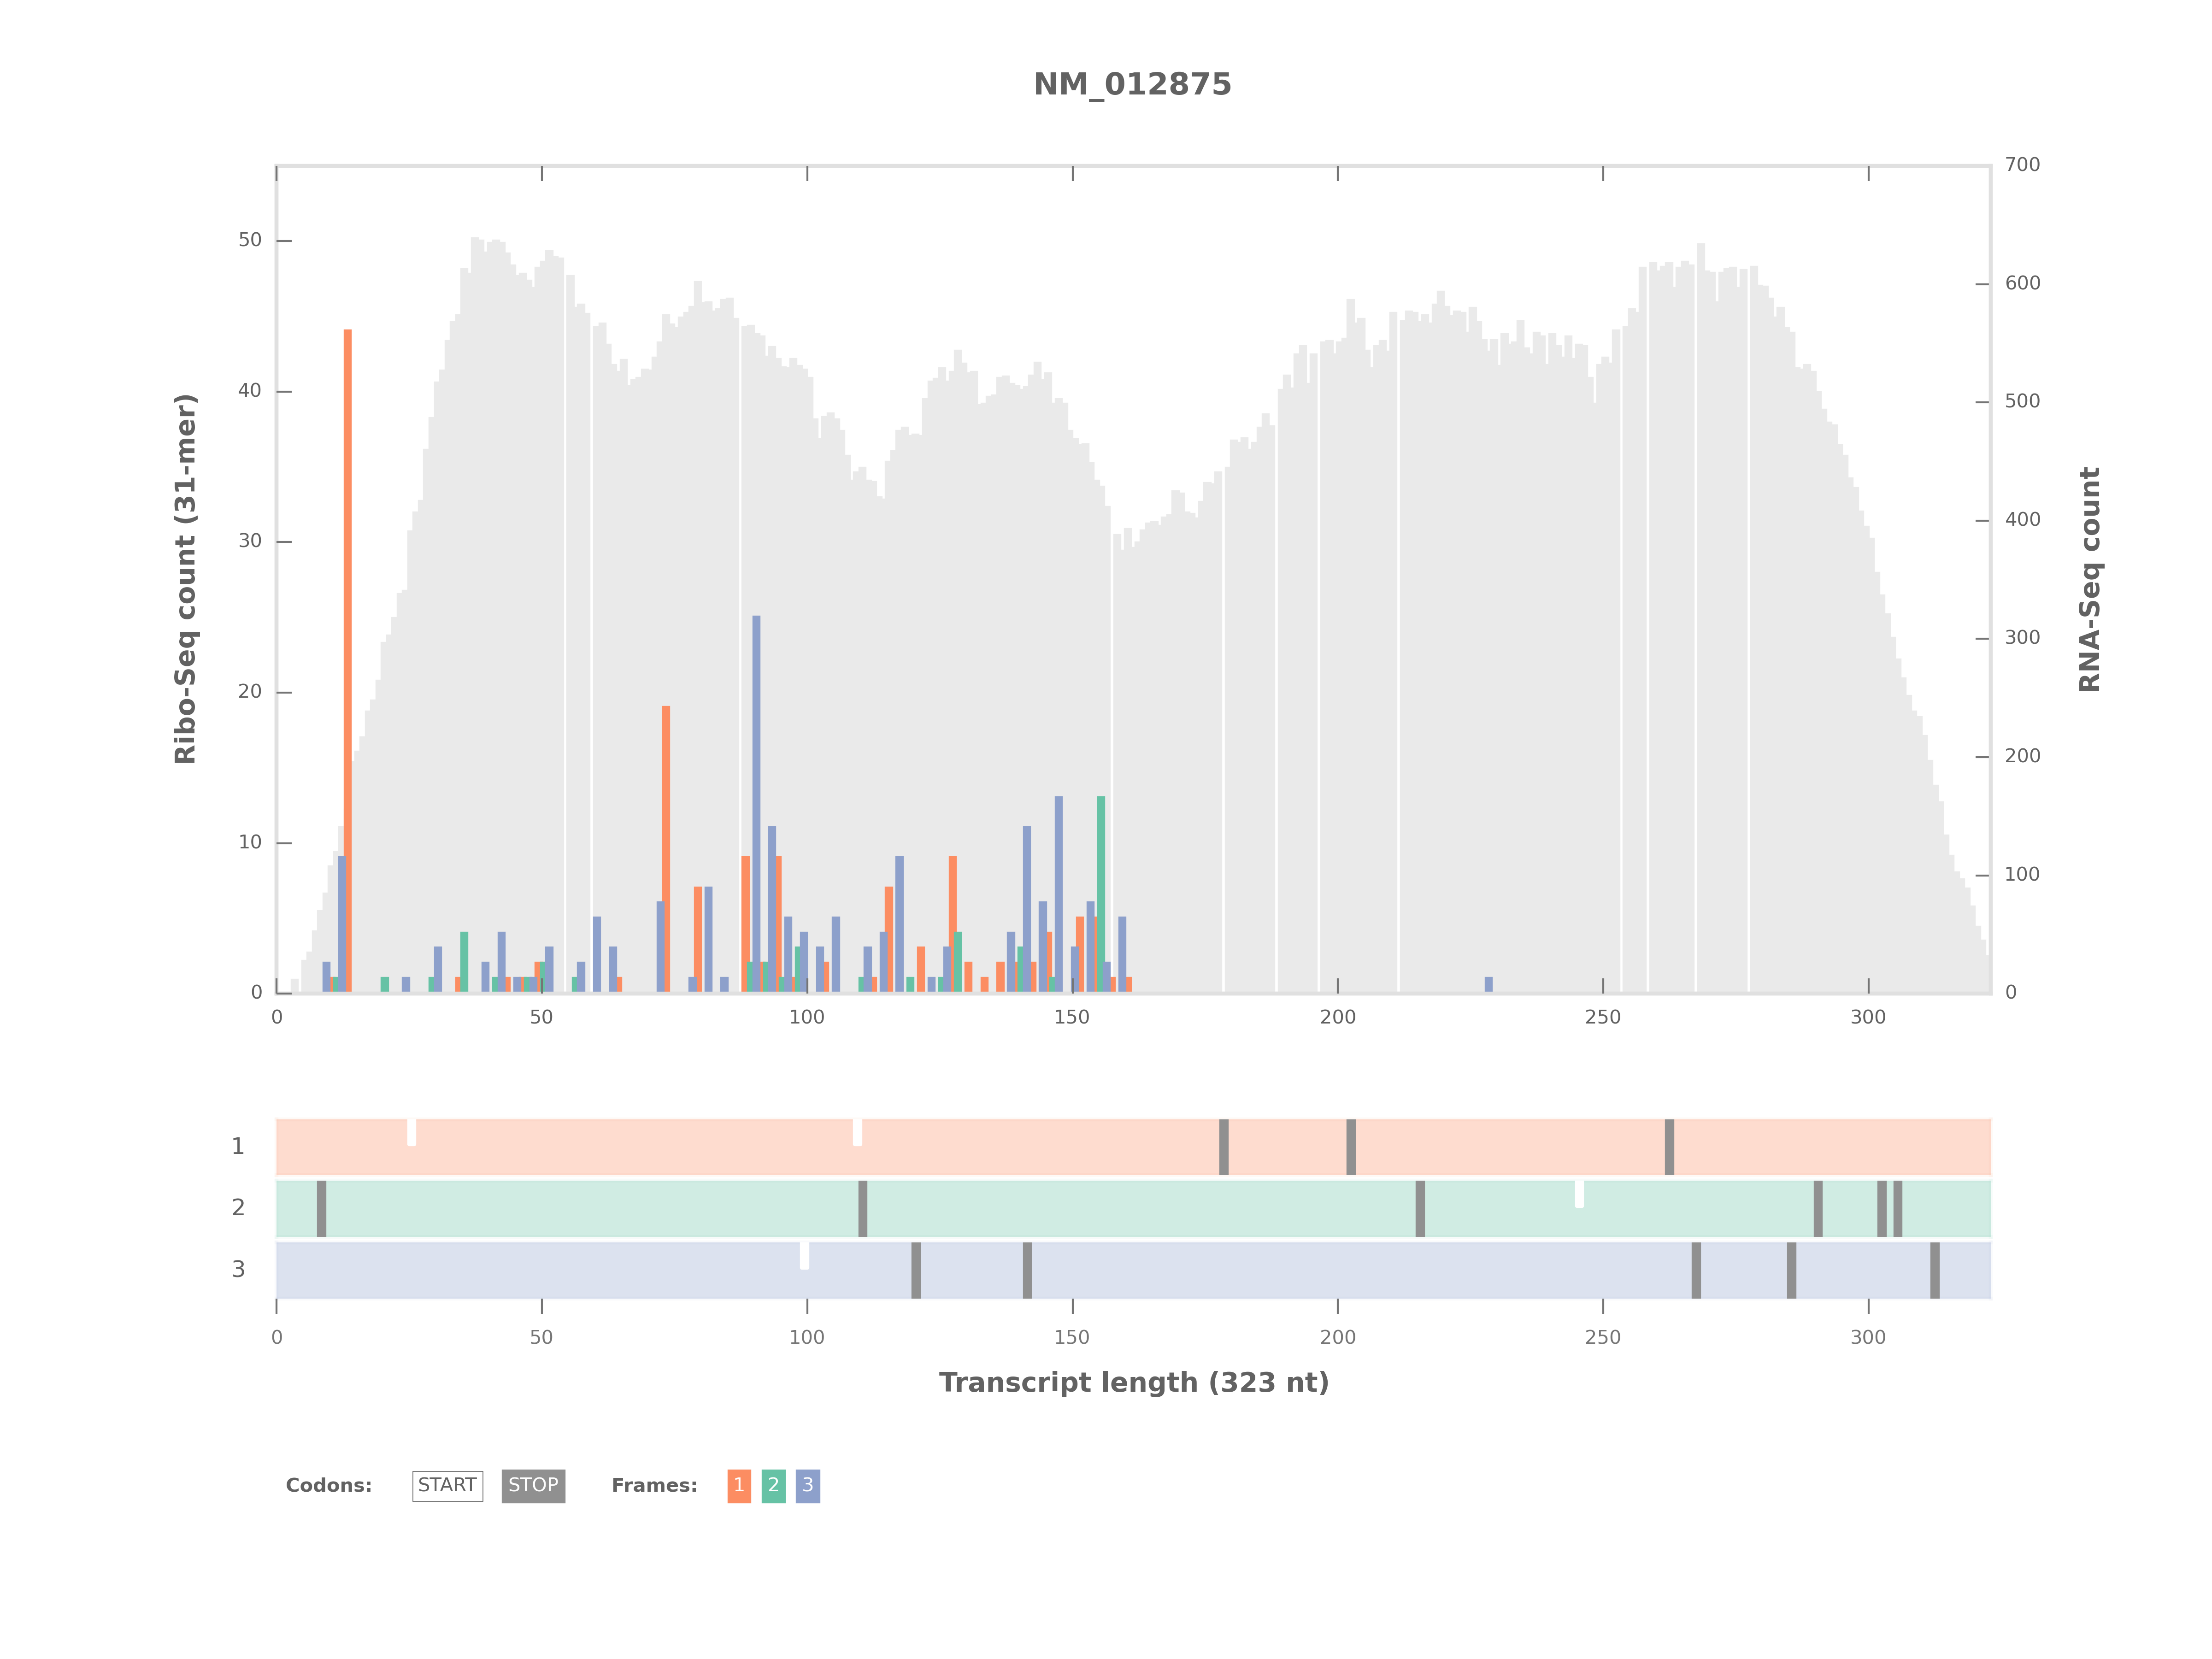 NM_012875
Ribo-Seq count (31-mer)
50
40
30
20
10
0
700
600
500
400
300
200
100
0
RNA-Seq count
0 50 100 150 200 250 300
1
2
3
0 50 100 150 200 250 300
Transcript length (323 nt)
Codons: START STOP Frames: 1 2 3